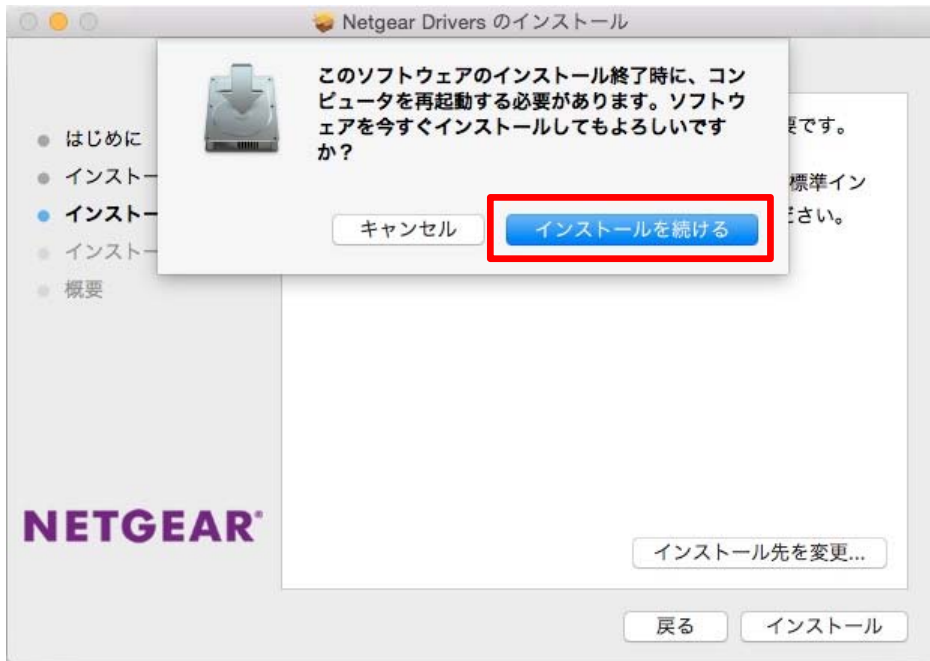 Netgear Drivers のインストール
このソフトウェアのインストール終了時に、コン
ピュータを再起動する必要があります。ソフトウ
ェアを今すぐインストールしてもよろしいです
か？
キャンセル
インストールを続ける
はじめに
インストー
インストー
インストー
概要
要です。
標準イン
ださい。
NETGEAR®
インストール先を変更...
戻る
インストール